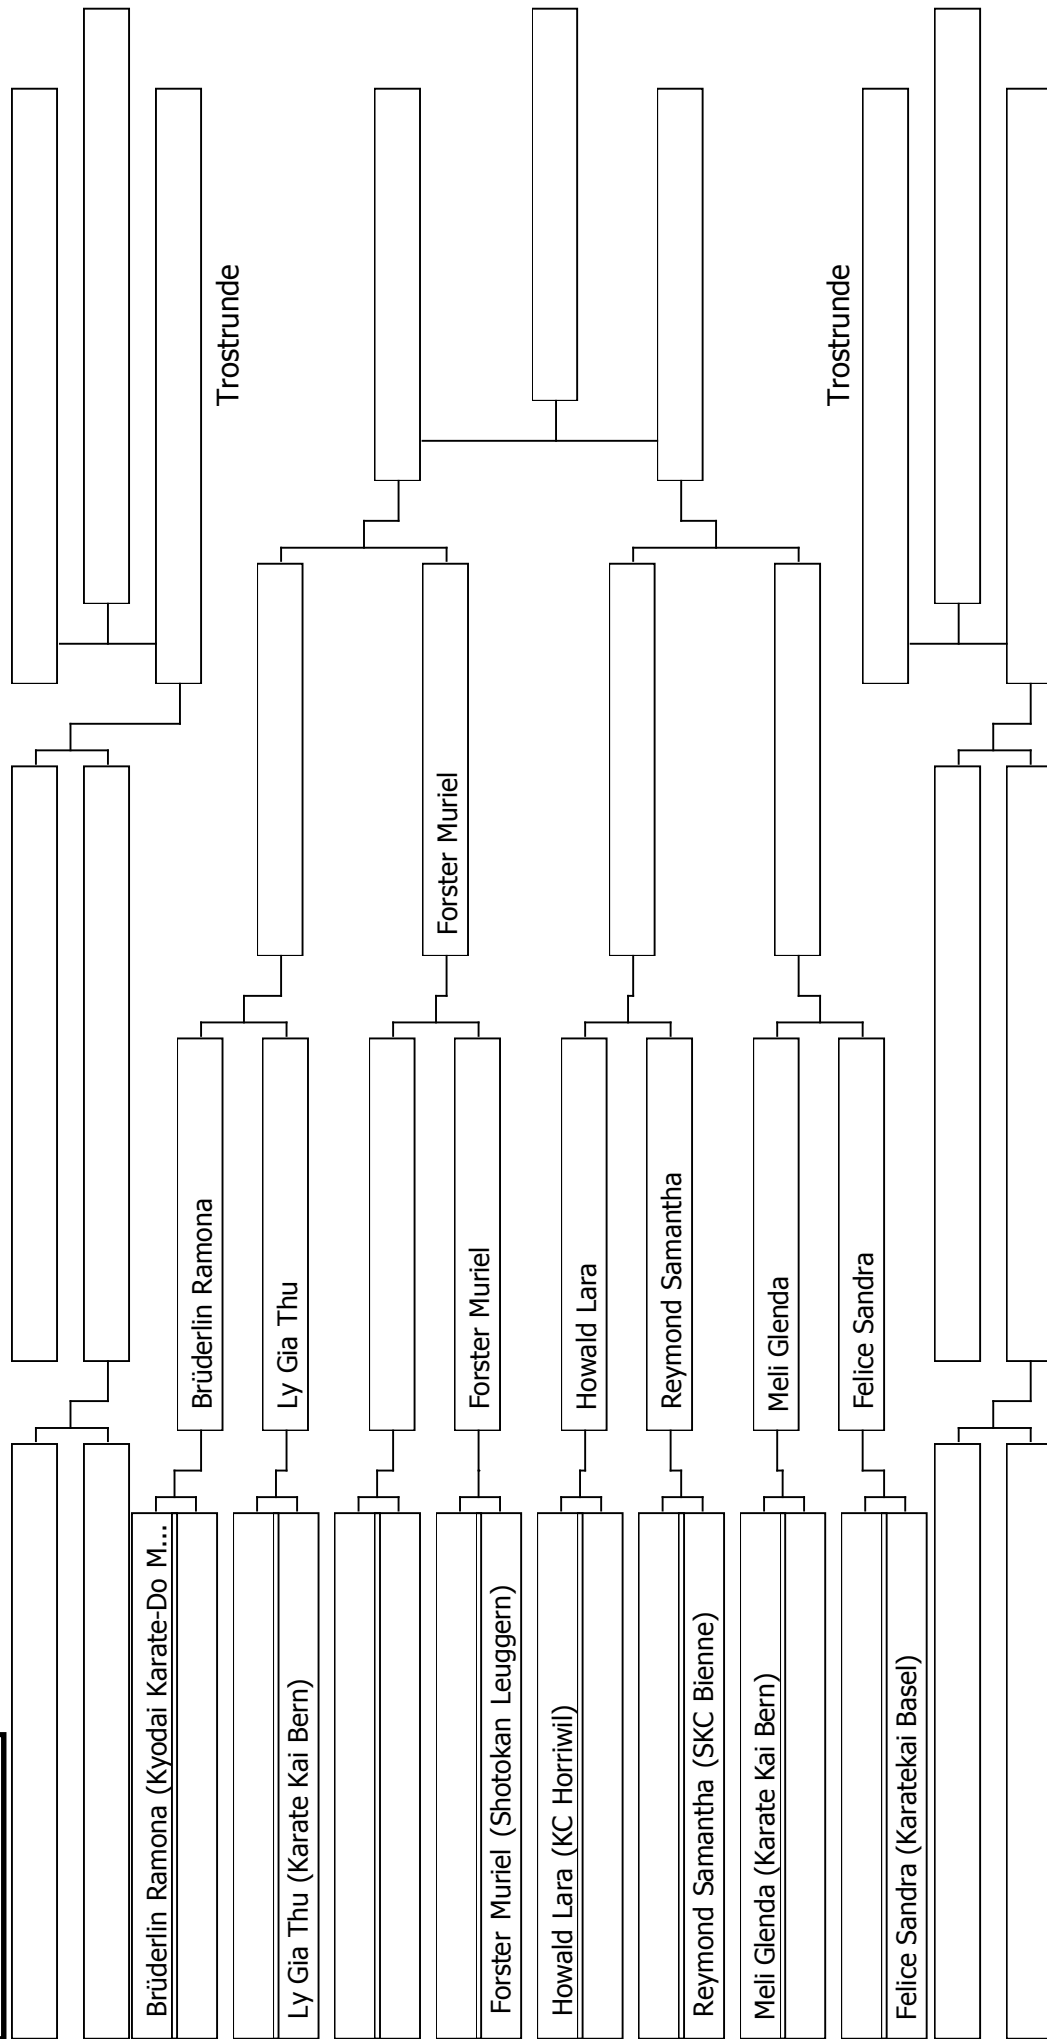 Brüderlin Ramona (Kyodai Karate-Do M...
Ly Gia Thu (Karate Kai Bern)
Forster Muriel (Shotokan Leuggern)
Howald Lara (KC Horriwil)
Reymond Samantha (SKC Bienne)
Meli Glenda (Karate Kai Bern)
Felice Sandra (Karatekai Basel)
Brüderlin Ramona
Ly Gia Thu
Forster Muriel
Howald Lara
Reymond Samantha
Meli Glenda
Felice Sandra
Forster Muriel
Trostrunde
Trostrunde